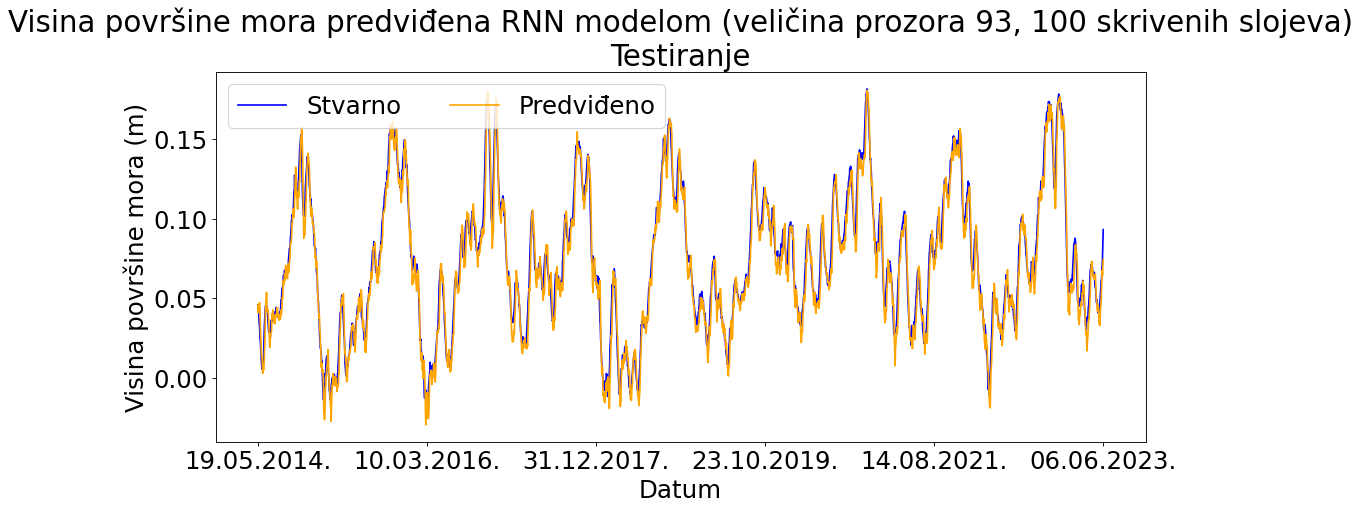 Visina površine mora predviđena RNN modelom (veličina prozora 93, 100 skrivenih slojeva)
Testiranje
Stvarno
Predviđeno
Visina površine mora (m)
0.15
0.10
0.05
0.00
19.05.2014.
10.03.2016.
31.12.2017.
23.10.2019.
14.08.2021.
06.06.2023.
Datum